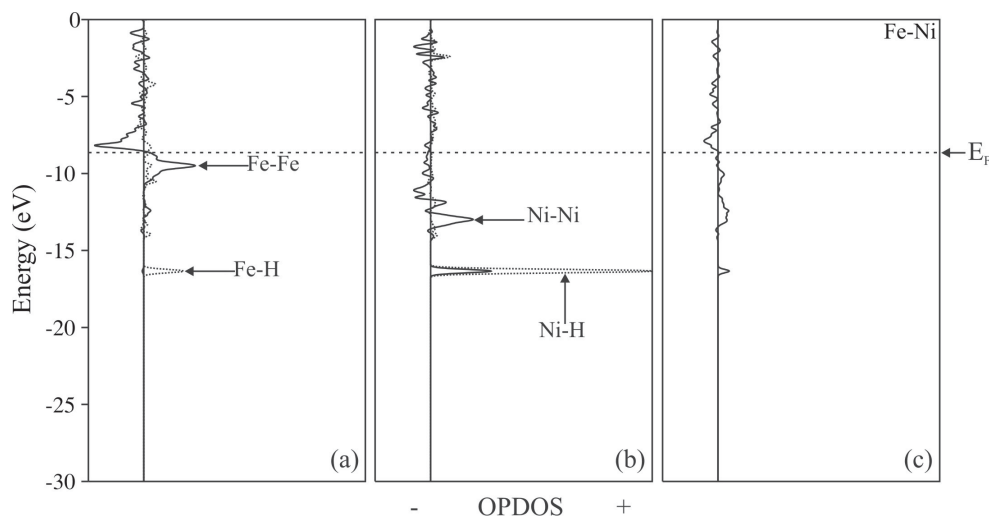 Energy (eV)
0
-5
-10
-15
-20
-25
-30
Fe-Fe
Fe-H
(a)
Ni-Ni
Ni-H
(b)
Fe-Ni
(c)
- OPDOS +